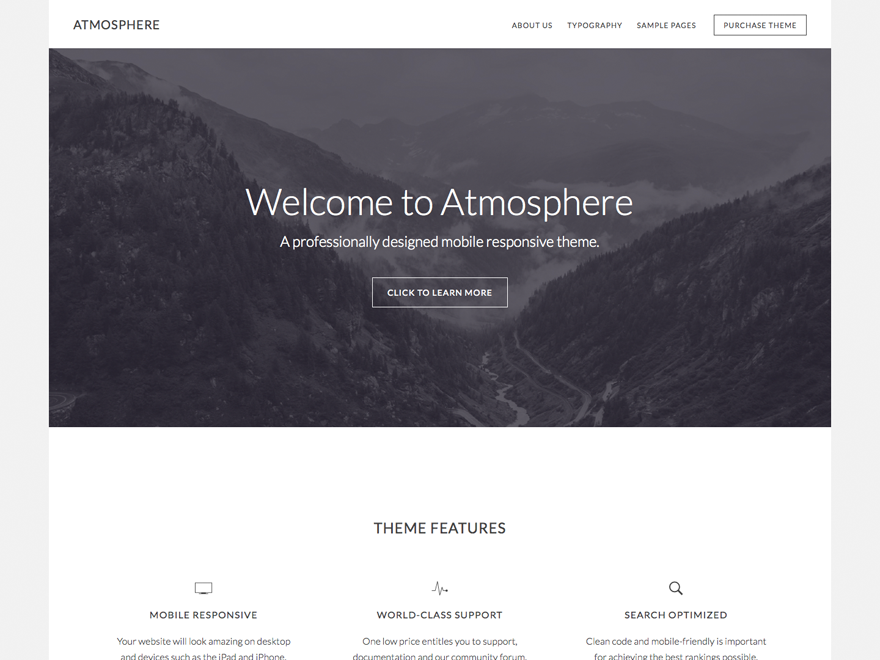 ATMOSPHERE
ABOUT US
TYPOGRAPHY
SAMPLE PAGES
PURCHASE THEME
Welcome to Atmosphere
A professionally designed mobile responsive theme.
CLICK TO LEARN MORE
THEME FEATURES
MOBILE RESPONSIVE
Your website will look amazing on desktop
and devices such as the iPad and iPhone.
WORLD-CLASS SUPPORT
One low price entitles you to support,
documentation and our community forum.
SEARCH OPTIMIZED
Clean code and mobile-friendly is important
for achieving the best rankings possible.